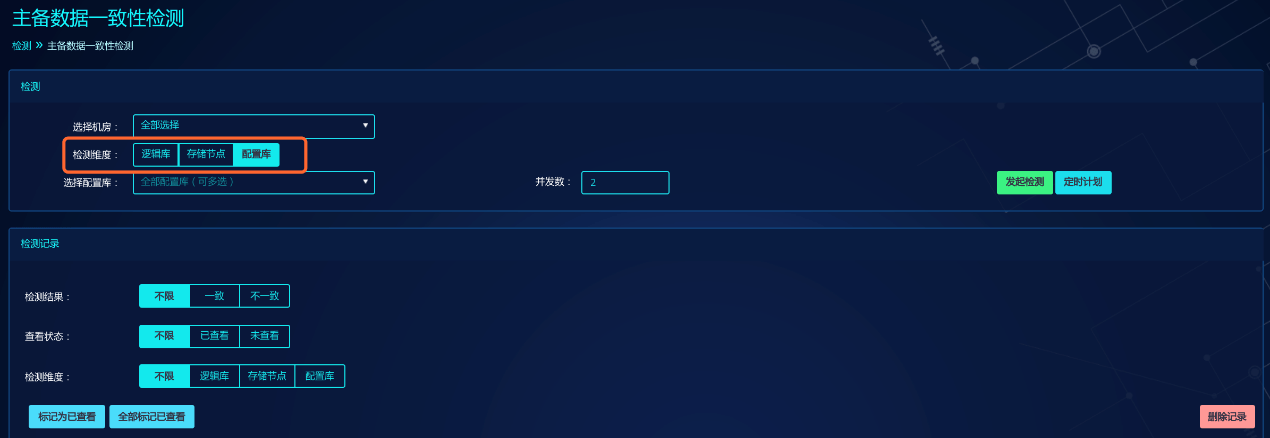 主备数据一致性检测
检测 » 主备数据一致性检测
检测
选择机房： 全部选择
检测维度： 逻辑库 存储节点 配置库
选择配置库： 全部配置库（可多选） 并发数： 2 发起检测 定时计划
检测记录
检测结果： 不限 一致 不一致
查看状态： 不限 已查看 未查看
检测维度： 不限 逻辑库 存储节点 配置库
标记为已查看 全部标记已查看 删除记录